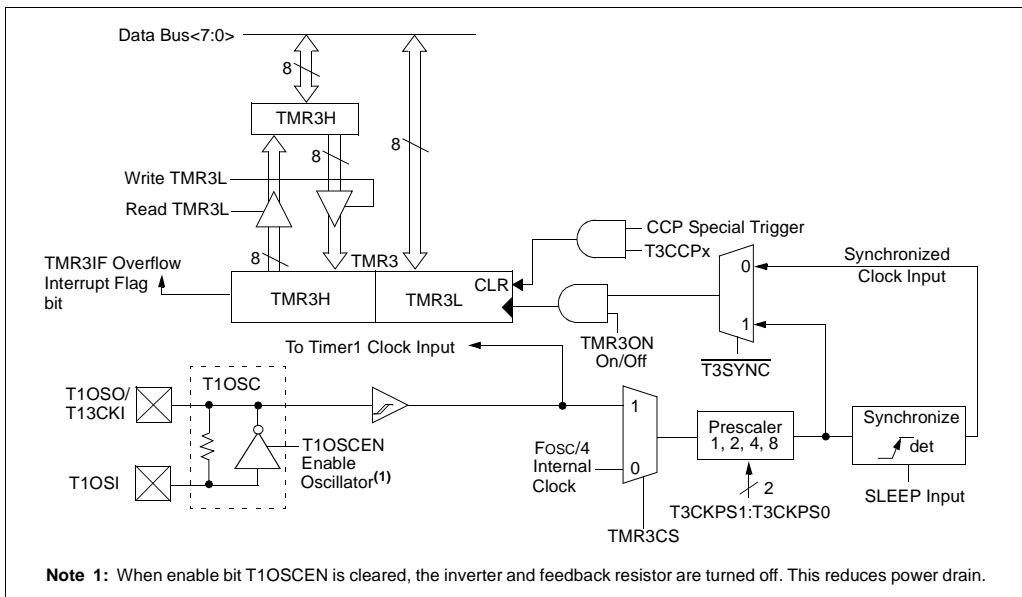 Data Bus<7:0>
8
TMR3H
8
8
Write TMR3L
Read TMR3L
8
TMR3
CCP Special Trigger
T3CCPx
TMR3IF Overflow
Interrupt Flag
bit
TMR3H
TMR3L
CLR
0
1
Synchronized
Clock Input
TMR3ON
On/Off
T3SYNC
To Timer1 Clock Input
T1OSC
T1OSO/
T13CKI
T1OSCEN
Enable
Oscillator(1)
T1OSI
FOSC/4
Internal
Clock
1
0
Prescaler
1, 2, 4, 8
Synchronize
det
2
SLEEP Input
T3CKPS1:T3CKPS0
TMR3CS
Note 1: When enable bit T1OSCEN is cleared, the inverter and feedback resistor are turned off. This reduces power drain.